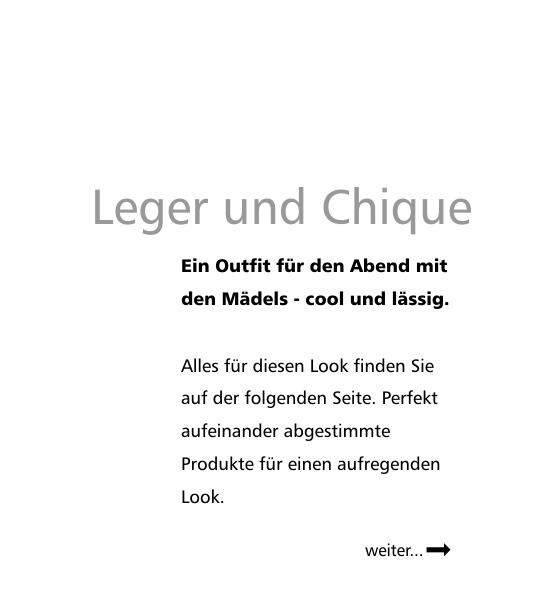 Leger und Chique
Ein Outfit für den Abend mit
den Mädels - cool und lässig.
Alles für diesen Look finden Sie
auf der folgenden Seite. Perfekt
aufeinander abgestimmte
Produkte für einen aufregenden
Look.
weiter...